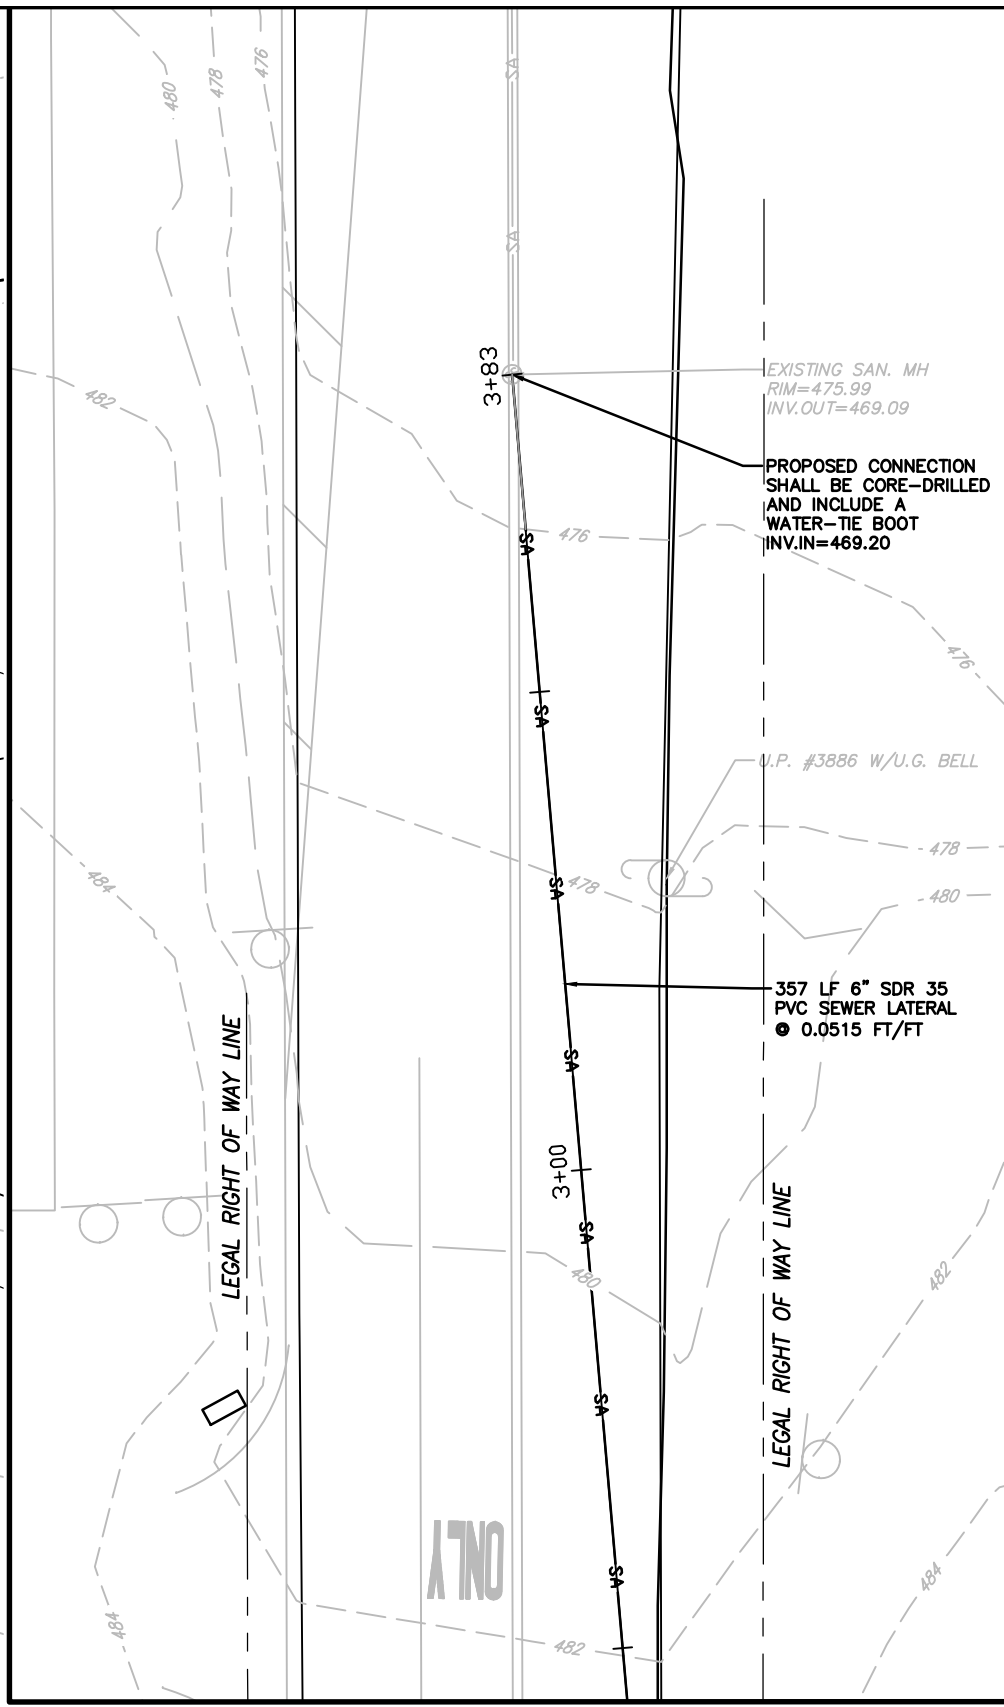 480
478
476
SA
SA
3+83
EXISTING SAN. MH
RIM=475.99
INV.OUT=469.09
482
PROPOSED CONNECTION
SHALL BE CORE-DRILLED
AND INCLUDE A
WATER-TIE BOOT
INV.IN=469.20
SA
476
476
SA
U.P. #3886 W/U.G. BELL
478
484
SA
478
480
357 LF 6" SDR 35
PVC SEWER LATERAL
@ 0.0515 FT/FT
LEGAL RIGHT OF WAY LINE
SA
3+00
LEGAL RIGHT OF WAY LINE
SA
480
482
SA
ONLY
SA
484
484
482